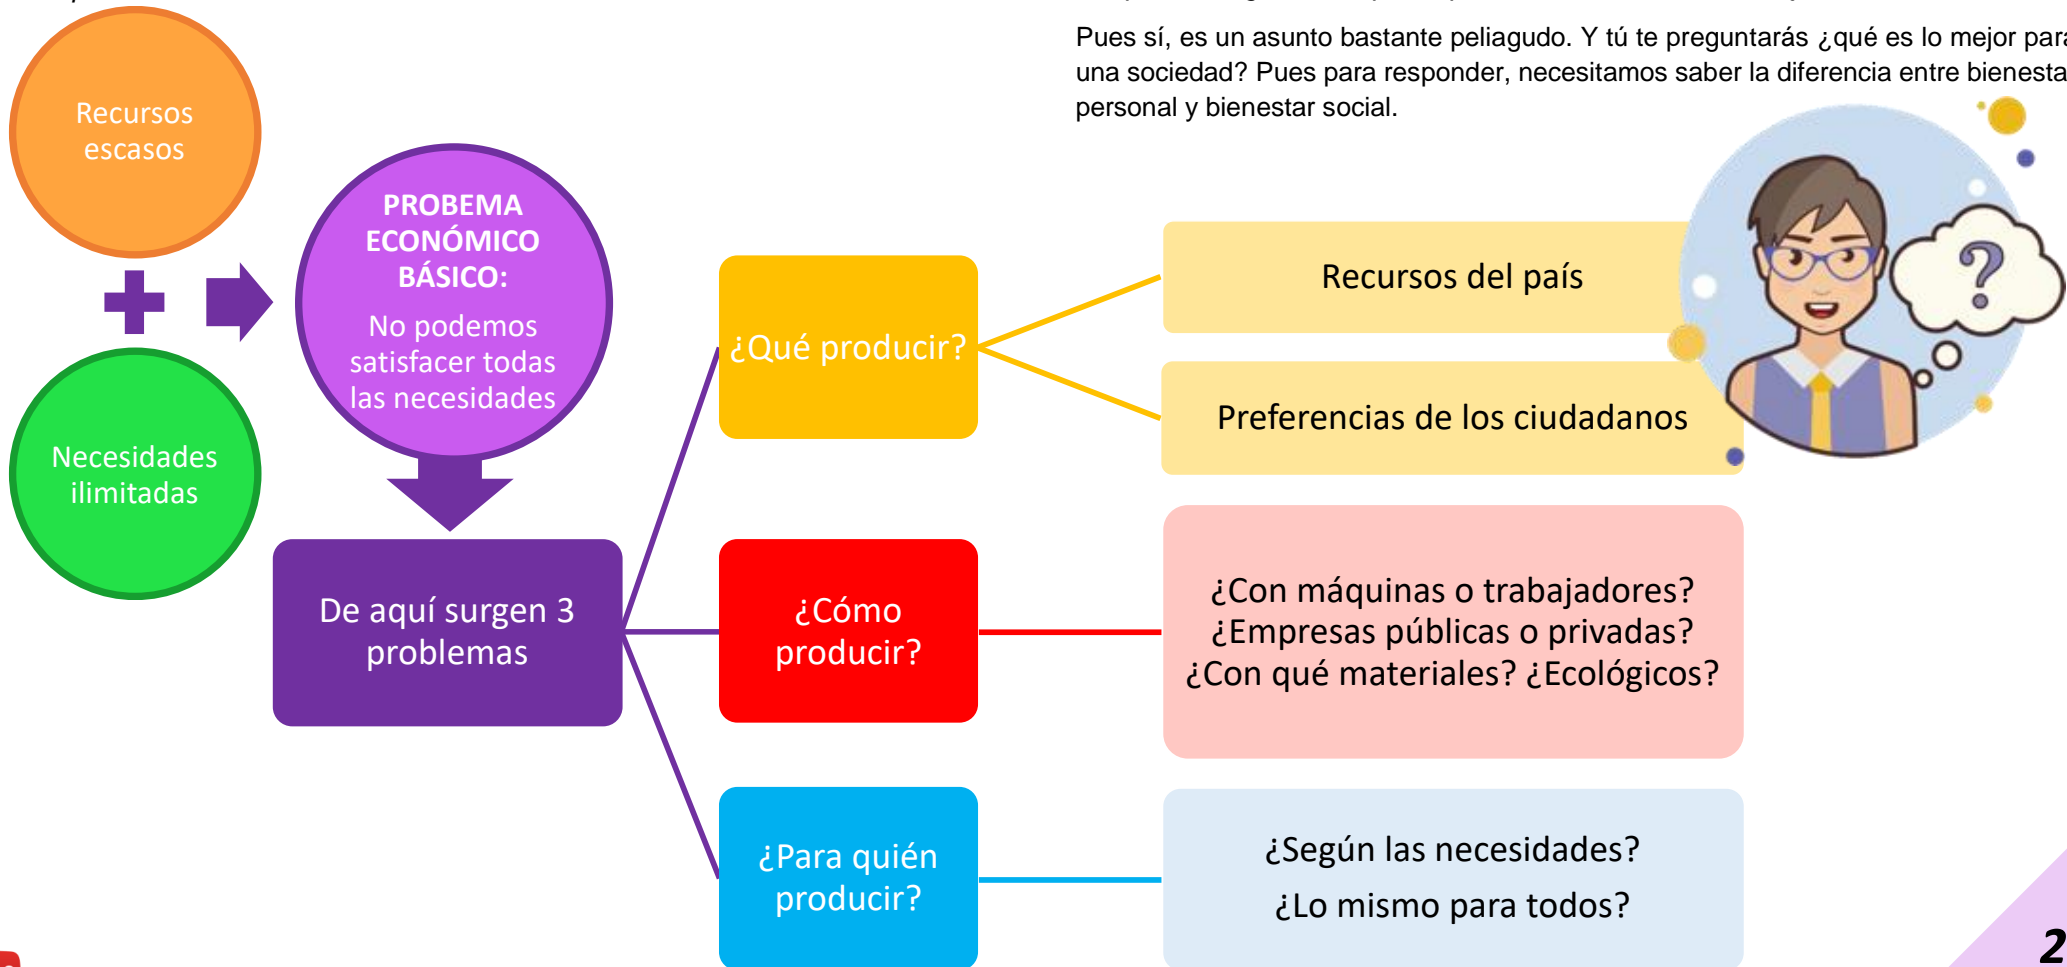 Pues sí, es un asunto bastante peliagudo. Y tú te preguntarás ¿qué es lo mejor para
una sociedad? Pues para responder, necesitamos saber la diferencia entre bienesta
personal y bienestar social.
Recursos
escasos
Necesidades
ilimitadas
PROBEMA
ECONÓMICO
BÁSICO:
No podemos
satisfacer todas
las necesidades
De aquí surgen 3
problemas
¿Qué producir?
Recursos del país
Preferencias de los ciudadanos
?
¿Cómo
producir?
¿Con máquinas o trabajadores?
¿Empresas públicas o privadas?
¿Con qué materiales? ¿Ecológicos?
¿Para quién
producir?
¿Según las necesidades?
¿Lo mismo para todos?
2